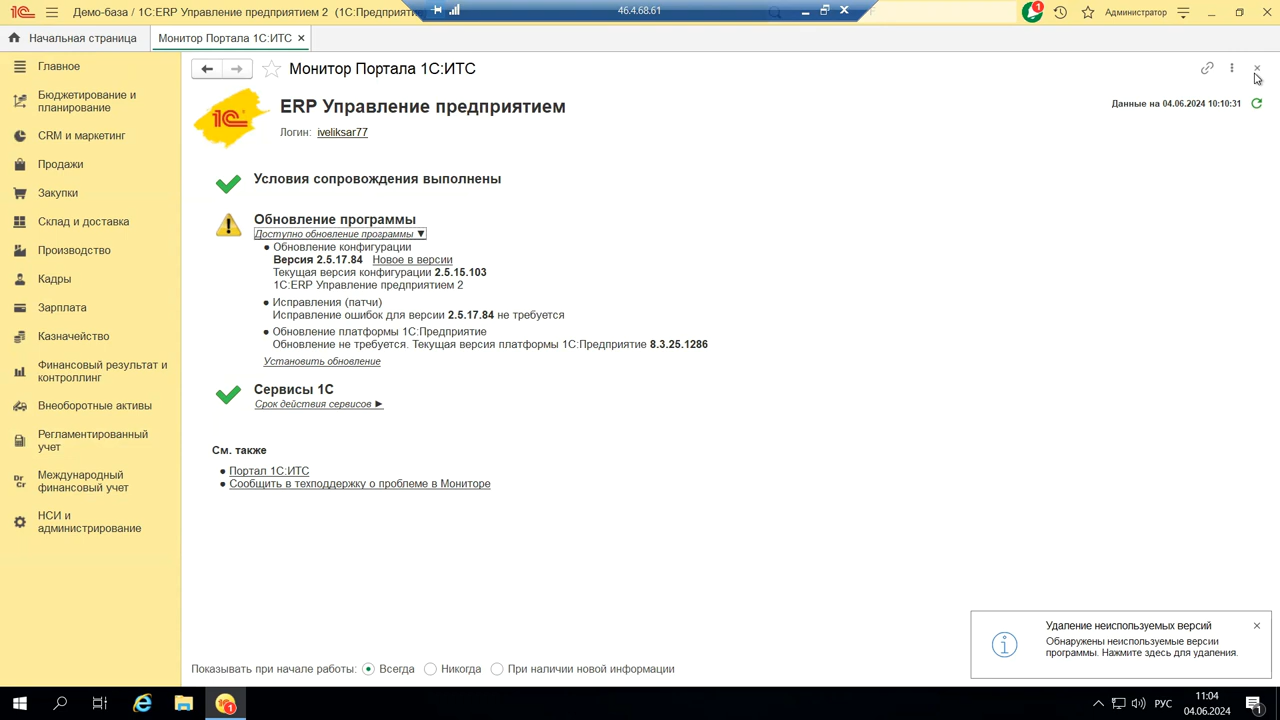 Демо-база / 1С:ERP Управление предприятием 2 (1С:Предприятие
46.4.68.61
1
Администратор
Начальная страница
Монитор Портала 1С:ИТС
Главное
Бюджетирование и
планирование
CRM и маркетинг
Продажи
Закупки
Склад и доставка
Производство
Кадры
Зарплата
Казначейство
Финансовый результат и
контроллинг
Внеоборотные активы
Регламентированный
учет
Dr
Cr
Международный
финансовый учет
НСИ и
администрирование
Монитор Портала 1С:ИТС
Данные на 04.06.2024 10:10:31
1С
ERP Управление предприятием
Логин: iveliksar77
Условия сопровождения выполнены
Обновление программы
Доступно обновление программы ▼
● Обновление конфигурации
Версия 2.5.17.84 Новое в версии
Текущая версия конфигурации 2.5.15.103
1С:ERP Управление предприятием 2
● Исправления (патчи)
Исправление ошибок для версии 2.5.17.84 не требуется
● Обновление платформы 1С:Предприятие
Обновление не требуется. Текущая версия платформы 1С:Предприятие 8.3.25.1286
Установить обновление
Сервисы 1С
Срок действия сервисов ►
См. также
● Портал 1С:ИТС
● Сообщить в техподдержку о проблеме в Мониторе
Удаление неиспользуемых версий
Обнаружены неиспользуемые версии
программы. Нажмите здесь для удаления.
Показывать при начале работы: Всегда Никогда При наличии новой информации
1
РУС
11:04
04.06.2024
1